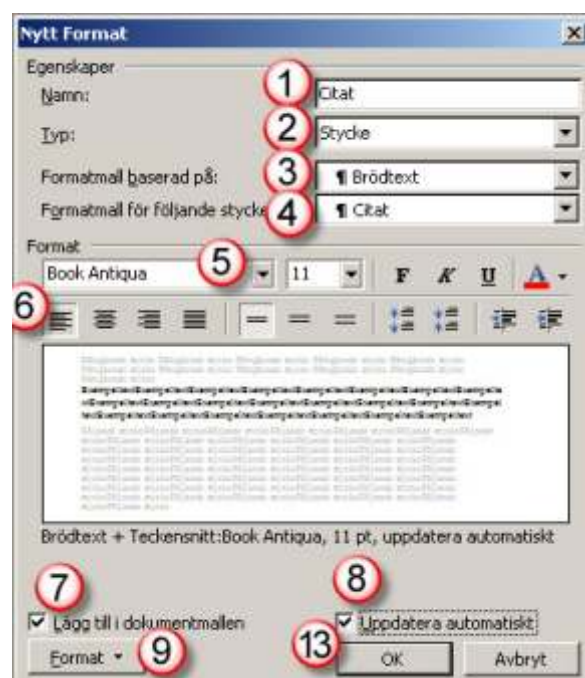 Nytt Format
Egenskaper
Namn: 1 Citat
Typ: 2 Stycke
Formatmall baserad på: 3 ¶ Brödtext
Formatmall för följande stycke 4 ¶ Citat
Format
Book Antiqua 5 11 F K U A
6
Brödtext + Teckensnitt:Book Antiqua, 11 pt, uppdatera automatiskt
7 8
Lägg till i dokumentmallen Uppdatera automatiskt
Format 9 13 OK Avbryt